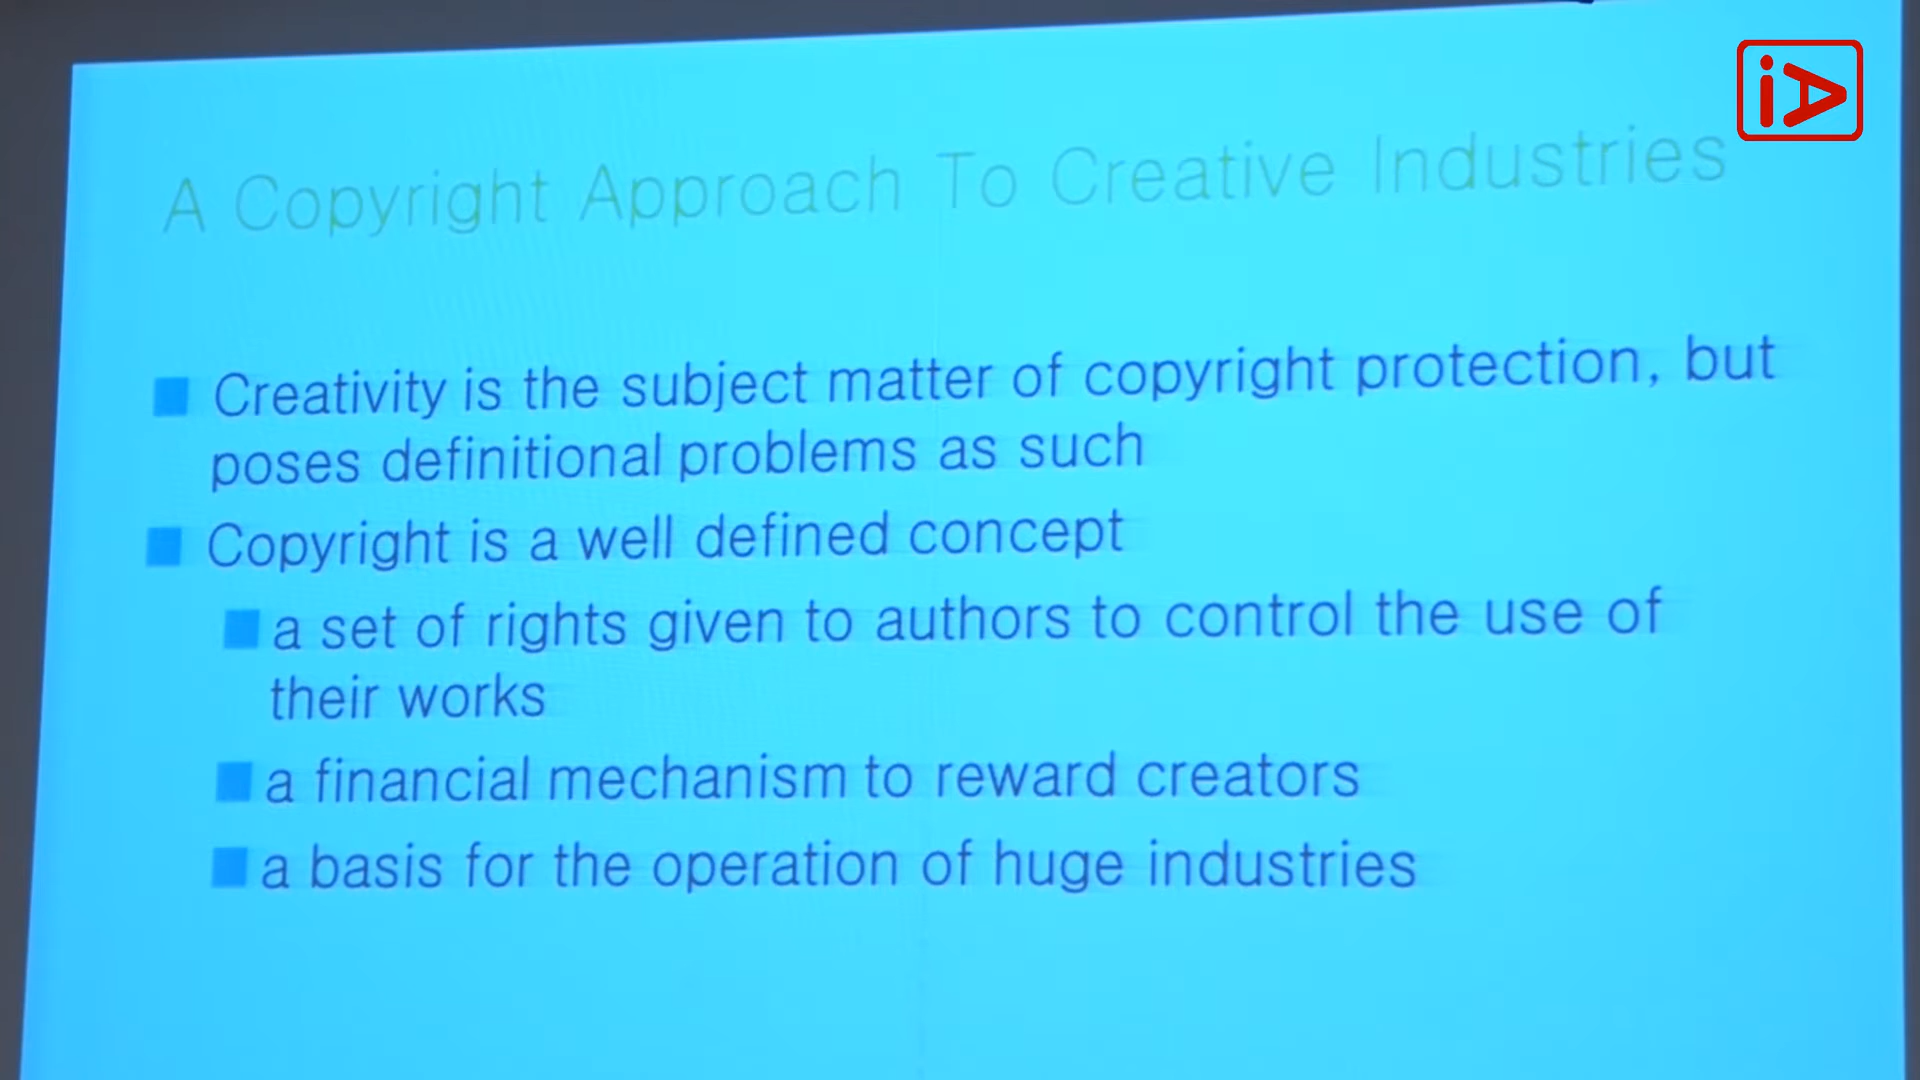 iA
A Copyright Approach To Creative Industries
Creativity is the subject matter of copyright protection, but
poses definitional problems as such
Copyright is a well defined concept
a set of rights given to authors to control the use of
their works
a financial mechanism to reward creators
a basis for the operation of huge industries